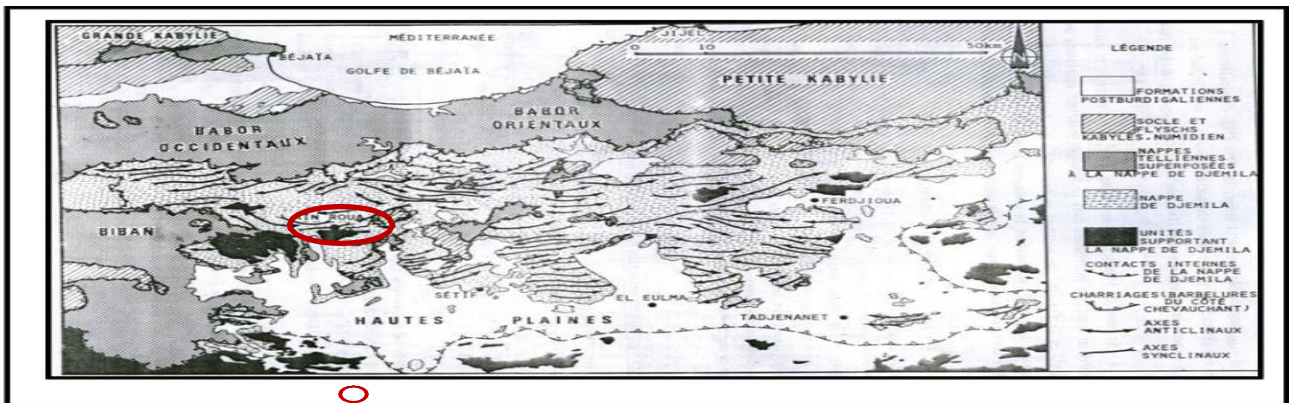 GRANDE KABYLIE
MÉDITERRANÉE
JIJEL
BÉJAÏA
GOLFE DE BÉJAÏA
0 10 50km
N
PETITE KABYLIE
BABOR
OCCIDENTAUX
BABOR
ORIENTAUX
FERDJIOUA
BIBAN
SÉTIF
EL EULMA
TADJENANET
HAUTES PLAINES
LÉGENDE
FORMATIONS
POSTBURDIGALIENNES
SOCLE ET
FLYSCHS
KABYLES, NUMIDIEN
NAPPES
TELLIENNES
SUPERPOSÉES
À LA NAPPE DE DJEMILA
NAPPE
DE DJEMILA
UNITÉS
SUPPORTANT
LA NAPPE DE DJEMILA
CONTACTS INTERNES
DE LA NAPPE
DE DJEMILA
CHARRIAGES (BARBELURES
DU CÔTÉ
CHEVAUCHANT)
AXES
ANTICLINAUX
AXES
SYNCLINAUX